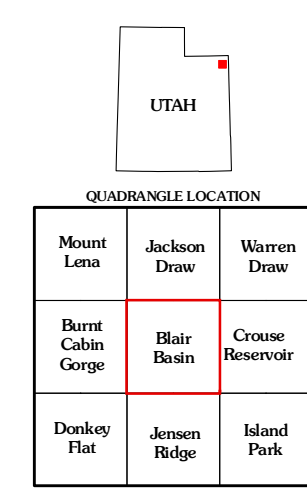 UTAH
QUADRANGLE LOCATION
Mount
Lena
Jackson
Draw
Warren
Draw
Burnt
Cabin
Gorge
Blair
Basin
Crouse
Reservoir
Donkey
Flat
Jensen
Ridge
Island
Park